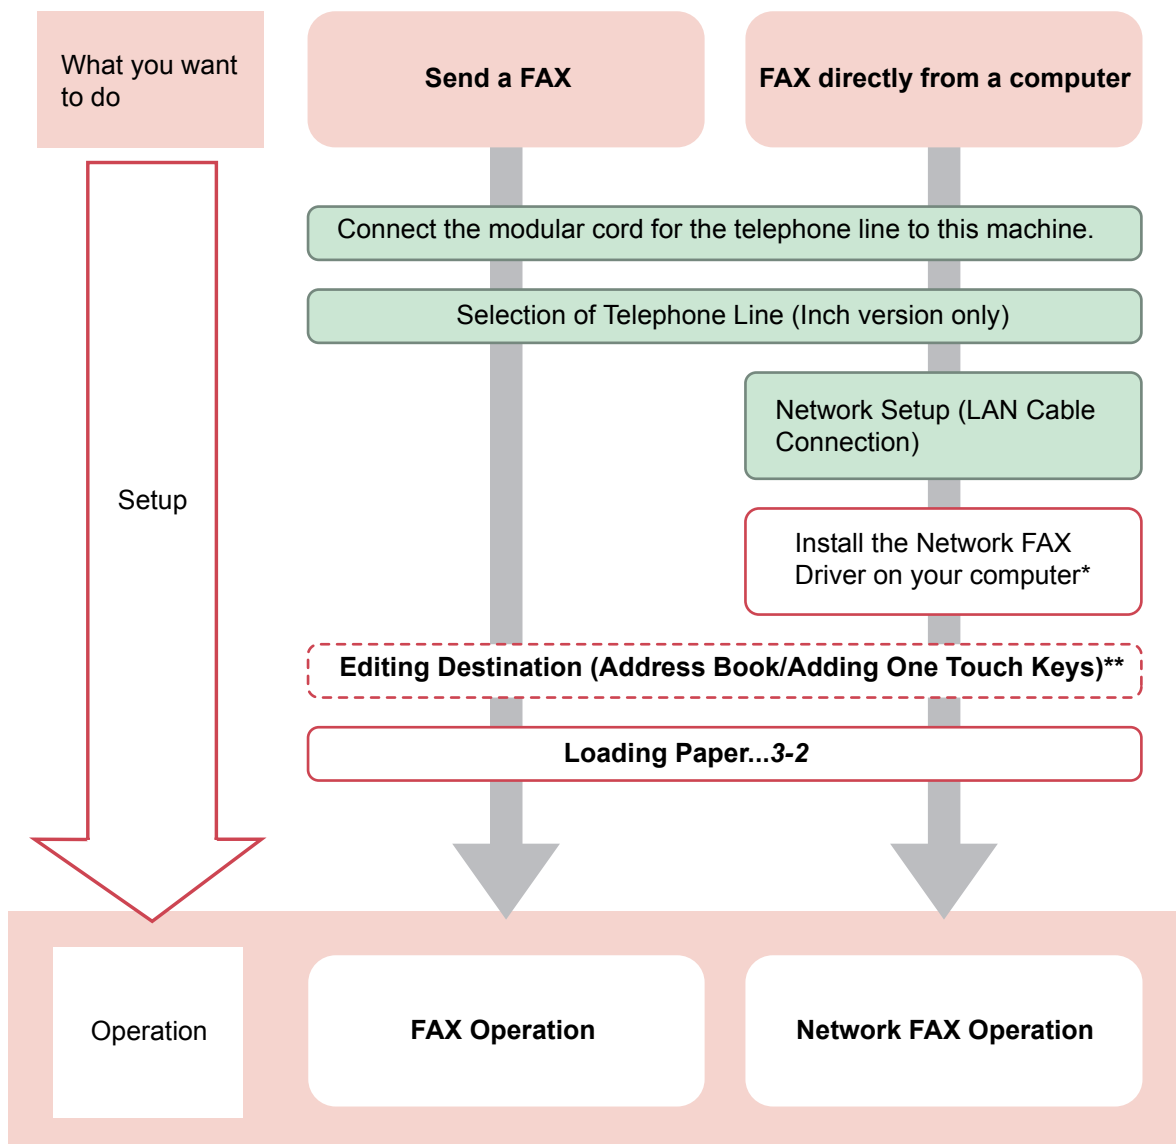 What you want
to do
Send a FAX
FAX directly from a computer
Connect the modular cord for the telephone line to this machine.
Selection of Telephone Line (Inch version only)
Network Setup (LAN Cable
Connection)
Setup
Install the Network FAX
Driver on your computer*
Editing Destination (Address Book/Adding One Touch Keys)**
Loading Paper...3-2
Operation
FAX Operation
Network FAX Operation